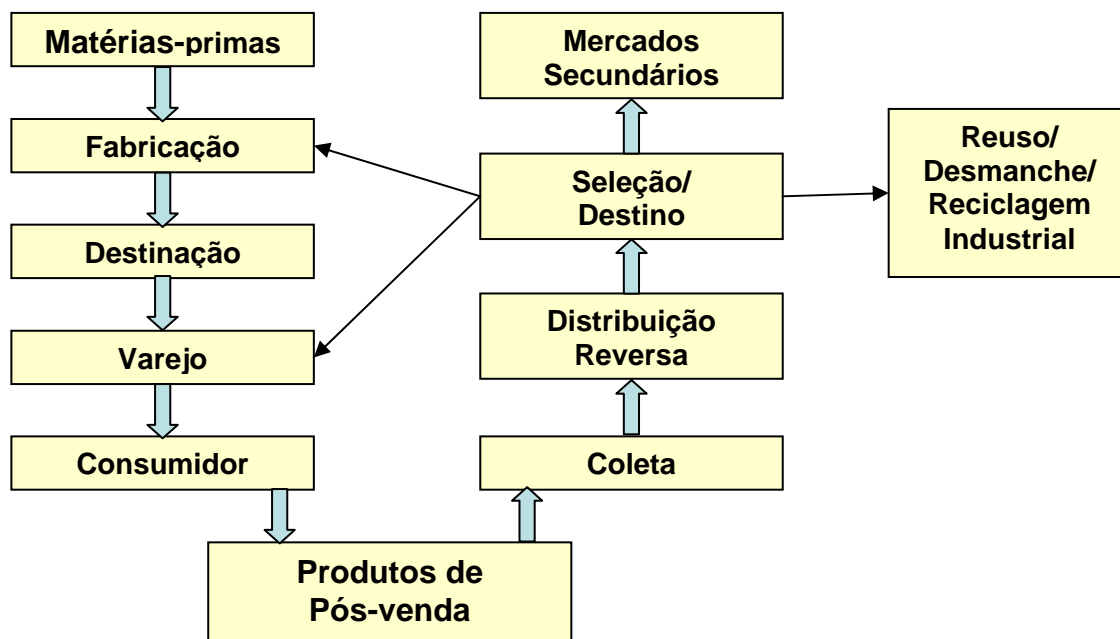 Matérias-primas
Fabricação
Destinação
Varejo
Consumidor
Produtos de
Pós-venda
Coleta
Distribuição
Reversa
Seleção/
Destino
Mercados
Secundários
Reuso/
Desmanche/
Reciclagem
Industrial